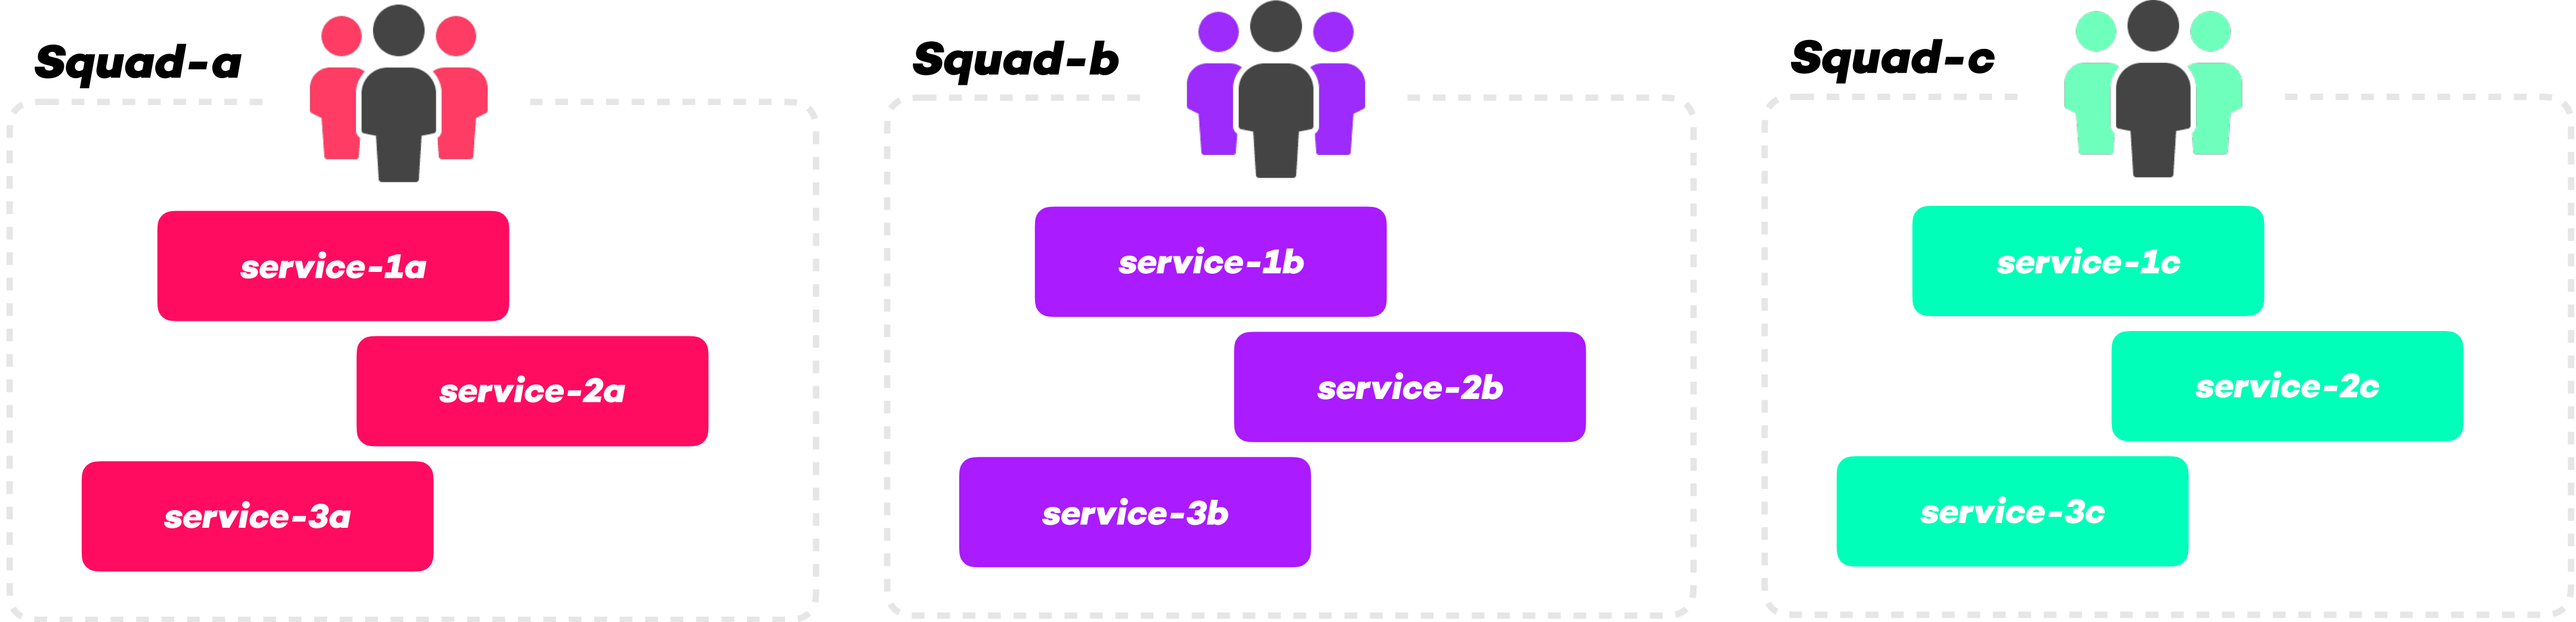 Squad-a
service-1a
service-2a
service-3a
Squad-b
service-1b
service-2b
service-3b
Squad-c
service-1c
service-2c
service-3c